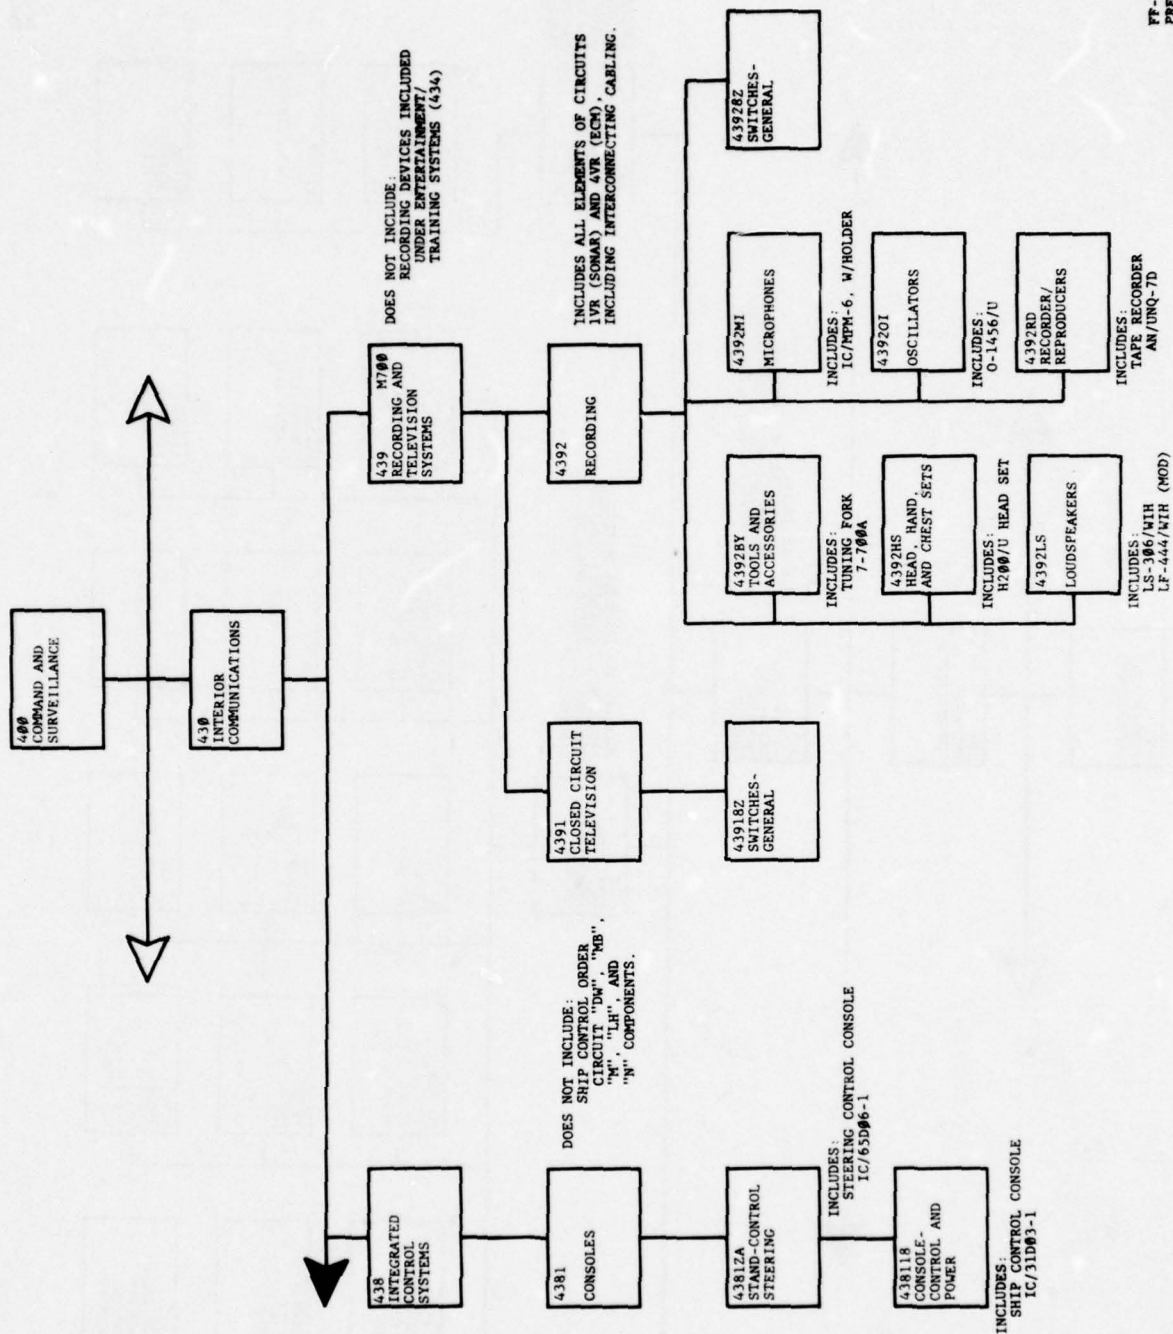 400
COMMAND AND
SURVEILLANCE
430
INTERIOR
COMMUNICATIONS
438
INTEGRATED
CONTROL
SYSTEMS
439 M700
RECORDING AND
TELEVISION
SYSTEMS
DOES NOT INCLUDE:
RECORDING DEVICES INCLUDED
UNDER ENTERTAINMENT/
TRAINING SYSTEMS (434)
4381
CONSOLES
DOES NOT INCLUDE:
SHIP CONTROL ORDER
CIRCUIT "DW", "MB",
"M", "LH", AND
"N" COMPONENTS.
4391
CLOSED CIRCUIT
TELEVISION
4392
RECORDING
INCLUDES ALL ELEMENTS OF CIRCUITS
1VR (SONAR) AND 4VR (ECM),
INCLUDING INTERCONNECTING CABLING.
4381ZA
STAND-CONTROL
STEERING
INCLUDES:
STEERING CONTROL CONSOLE
IC/65D06-1
438118
CONSOLE-
CONTROL AND
POWER
INCLUDES:
SHIP CONTROL CONSOLE
IC/31D03-1
43918Z
SWITCHES-
GENERAL
4392BY
TOOLS AND
ACCESSORIES
INCLUDES:
TUNING FORK
7-700A
4392HS
HEAD, HAND,
AND CHEST SETS
INCLUDES:
H200/U HEAD SET
4392LS
LOUDSPEAKERS
INCLUDES:
LS-306/WIH
LF-444/WIH (MOD)
4392MI
MICROPHONES
INCLUDES:
IC/MPM-6, W/HOLDER
4392OI
OSCILLATORS
INCLUDES:
O-1456/U
4392RD
RECORDER/
REPRODUCERS
INCLUDES:
TAPE RECORDER
AN/UNQ-7D
43928Z
SWITCHES-
GENERAL
FF-